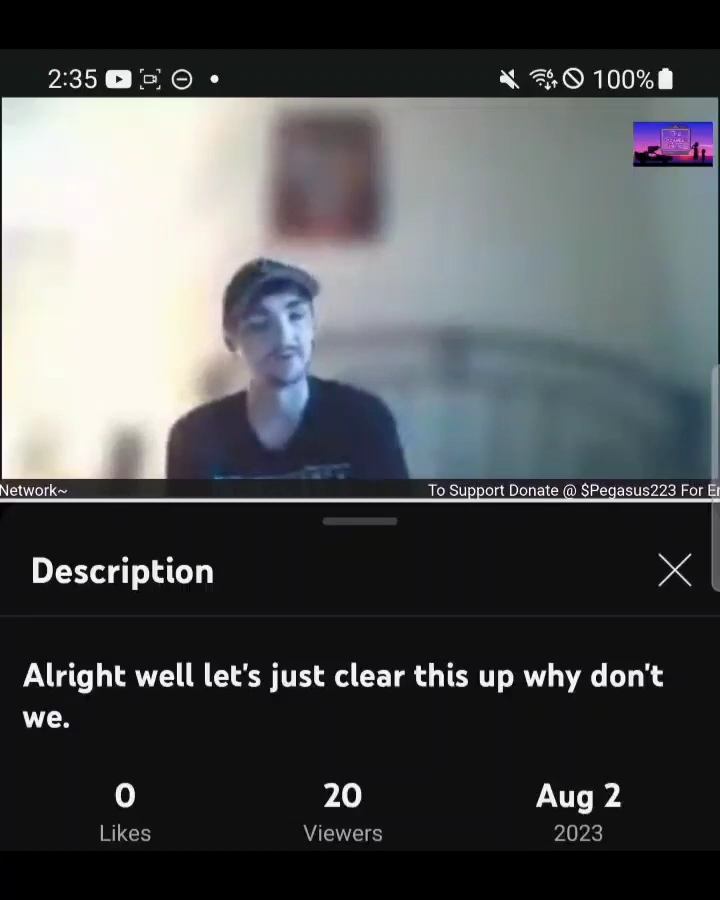 2:35
100%
Network~
To Support Donate @ $Pegasus223 For
Description
Alright well let's just clear this up why don't
we.
0
20
Aug 2
Likes
Viewers
2023